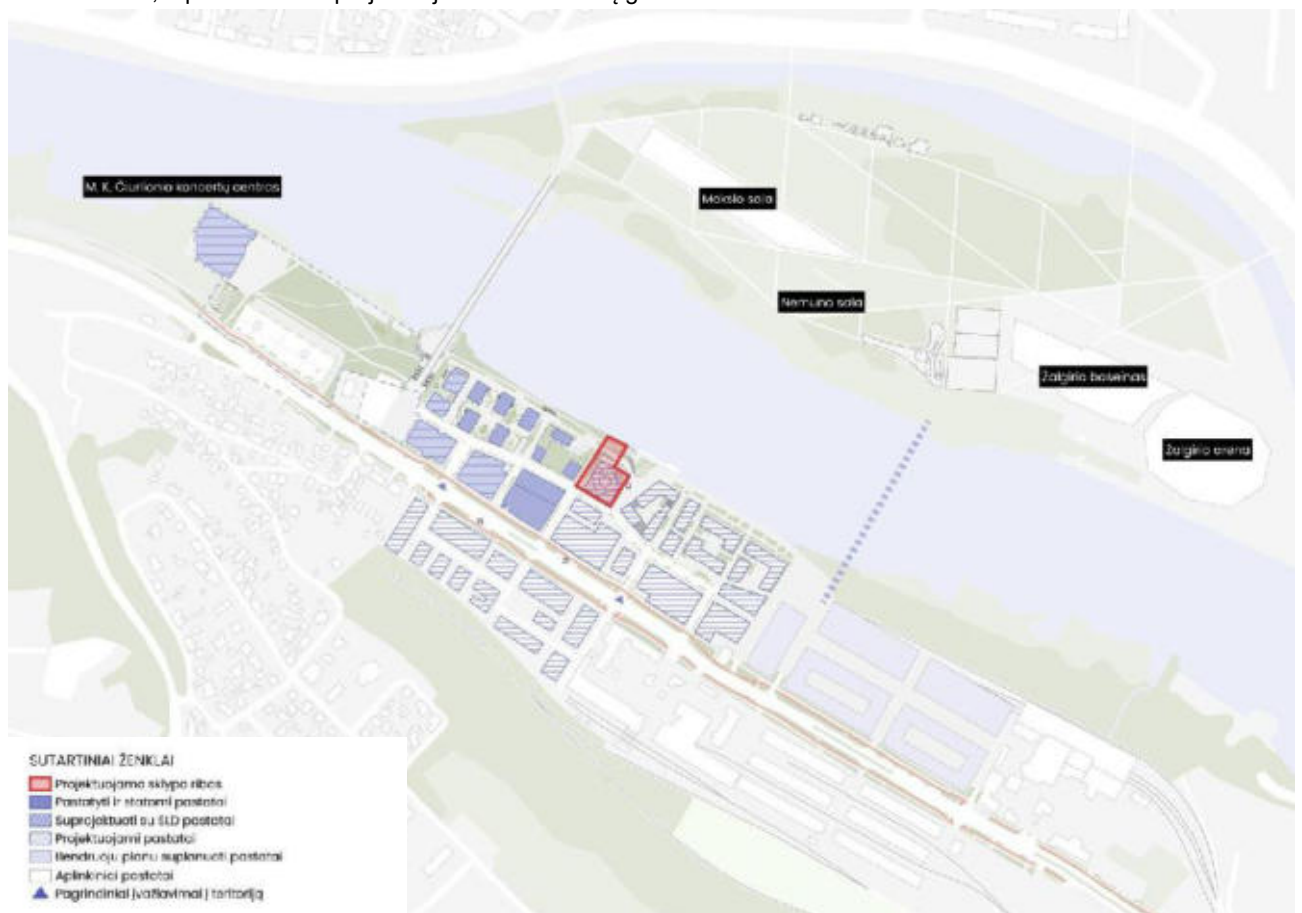 M. K. Čiurlionio koncertų centras
Mokslo sala
Nemuno sala
Žalgirio baseinas
Žalgirio arena
SUTARTINIAI ŽENKLAI
Projektuojamo sklypo ribos
Pastatyti ir statomi pastatai
Suprojektuoti su SLD pastatai
Projektuojami pastatai
Bendruoju planu suplanuoti pastatai
Aplinkiniai pastatai
Pagrindiniai įvažiavimai į teritoriją